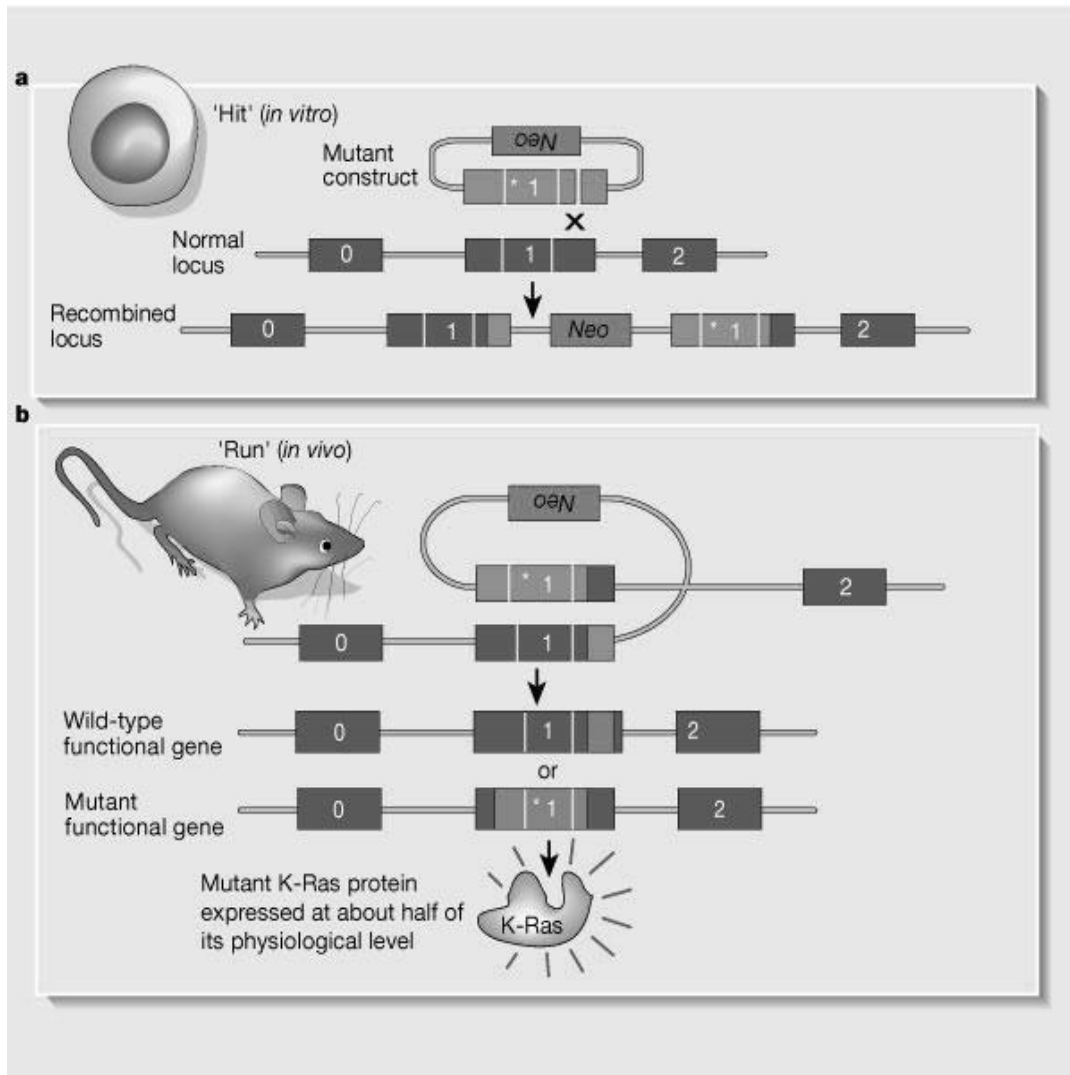 a
'Hit' (in vitro)
Neo
Mutant
construct
* 1
×
Normal
locus
0
1
2
Recombined
locus
0
1
Neo
* 1
2
b
'Run' (in vivo)
Neo
* 1
2
0
1
Wild-type
functional gene
0
1
2
or
Mutant
functional gene
0
* 1
2
Mutant K-Ras protein
expressed at about half of
its physiological level
K-Ras